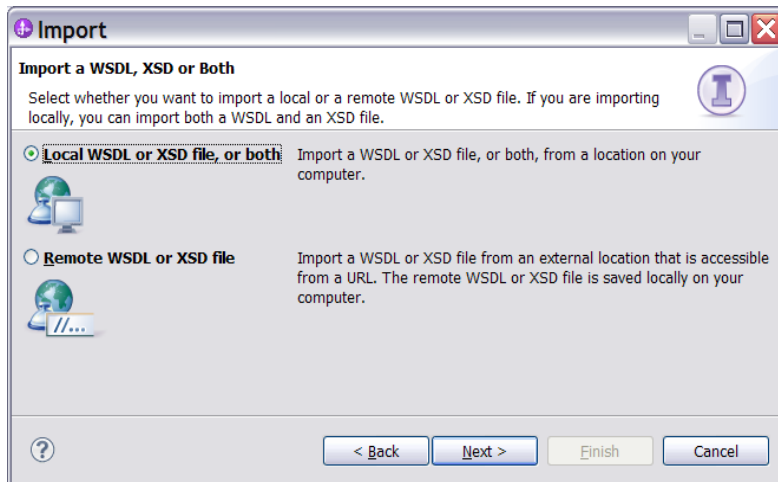 Import
Import a WSDL, XSD or Both
Select whether you want to import a local or a remote WSDL or XSD file. If you are importing
locally, you can import both a WSDL and an XSD file.
Local WSDL or XSD file, or both
Import a WSDL or XSD file, or both, from a location on your
computer.
Remote WSDL or XSD file
Import a WSDL or XSD file from an external location that is accessible
from a URL. The remote WSDL or XSD file is saved locally on your
computer.
//...
< Back Next > Finish Cancel